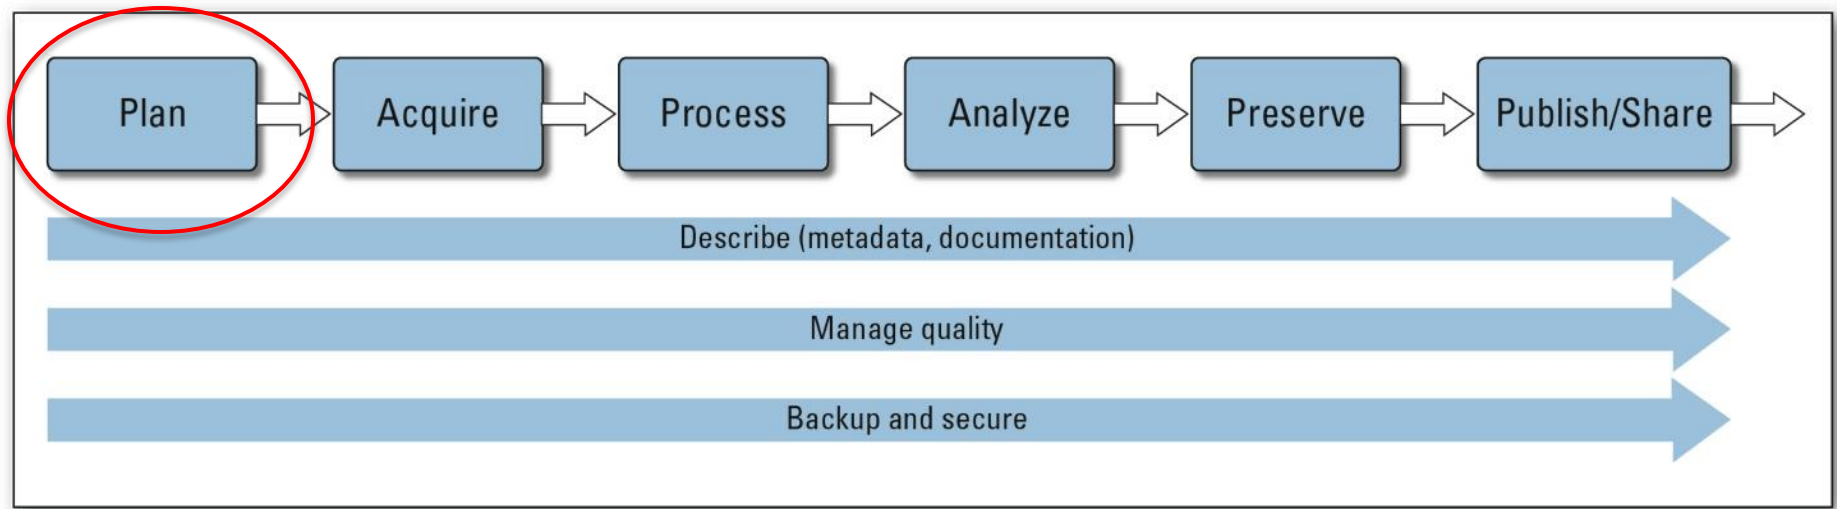 Plan
Acquire
Process
Analyze
Preserve
Publish/Share
Describe (metadata, documentation)
Manage quality
Backup and secure